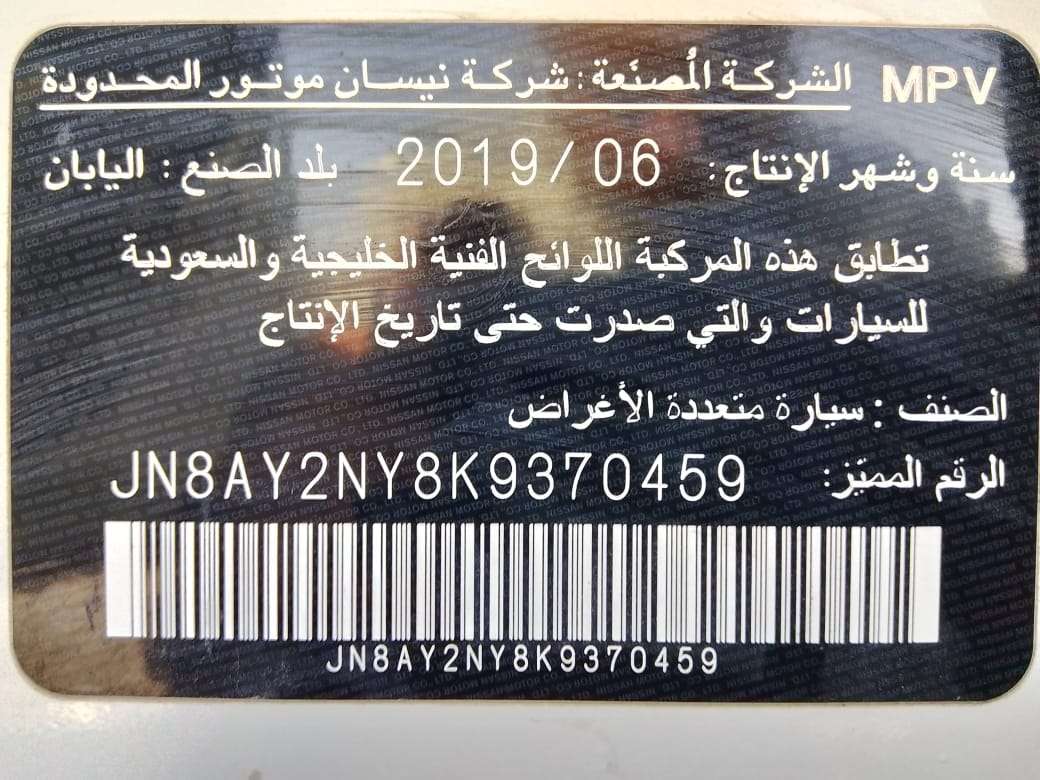 MPV الشركة المُصنَعة : شركة نيسان موتور المحدودة
سنة وشهر الإنتاج: 2019/06 بلد الصنع : اليابان
تطابق هذه المركبة اللوائح الفنية الخليجية والسعودية
للسيارات والتي صدرت حتى تاريخ الإنتاج
الصنف : سيارة متعددة الأغراض
الرقم المميّز: JN8AY2NY8K9370459
JN8AY2NY8K9370459